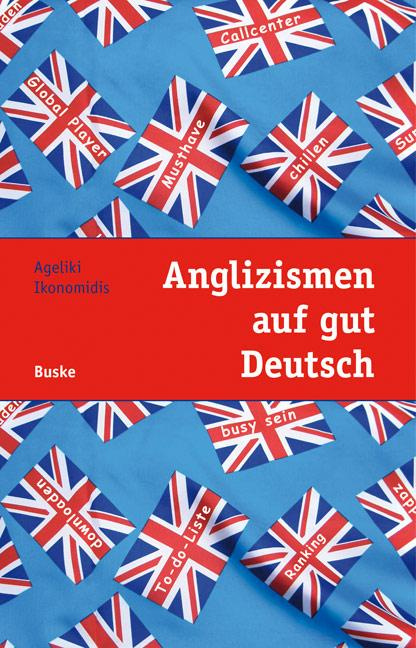 Callcenter
Global Player
Musthave
chillen
Ageliki
Ikonomidis
Anglizismen
auf gut
Deutsch
Buske
busy sein
downloaden
To-do-Liste
Ranking